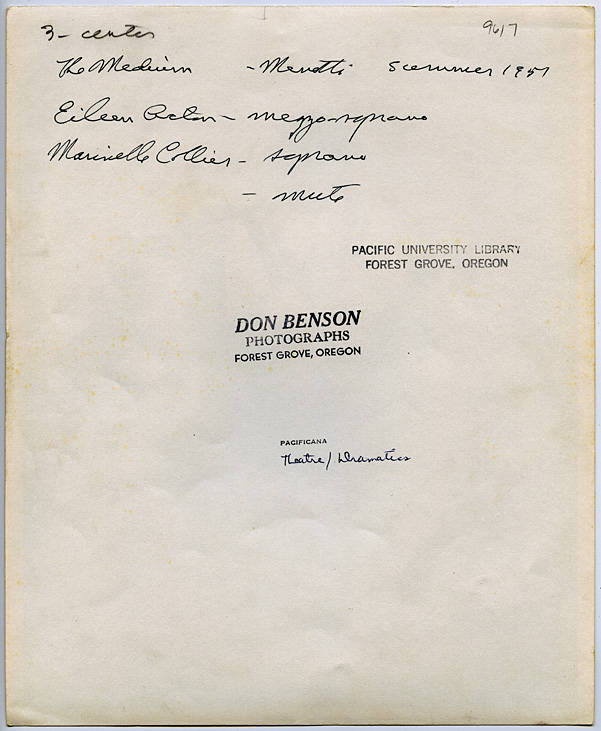 3- center
9617
The Medium - Menotti Summer 1951
Eileen Acton - mezzo-soprano
Marinelle Collier - soprano
- mute
PACIFIC UNIVERSITY LIBRARY
FOREST GROVE, OREGON
DON BENSON
PHOTOGRAPHS
FOREST GROVE, OREGON
PACIFICANA
Theatre/ Dramatics